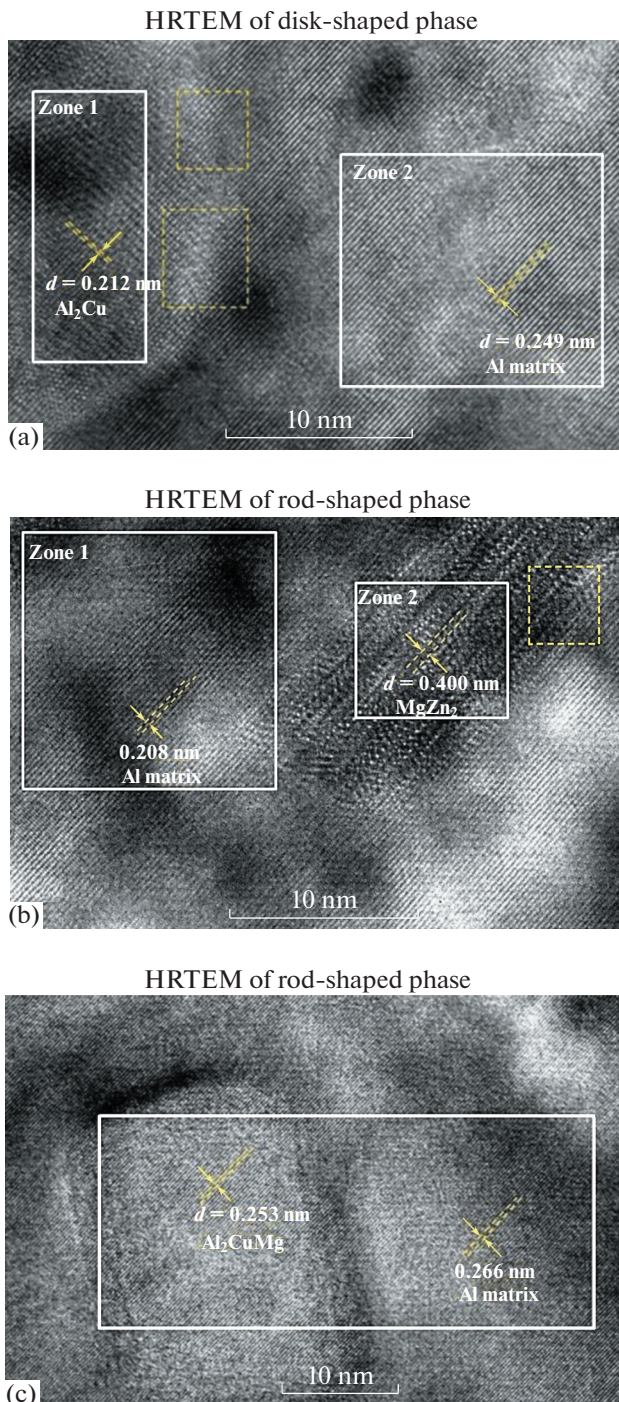 HRTEM of disk-shaped phase
Zone 1
Zone 2
d = 0.212 nm
Al₂Cu
d = 0.249 nm
Al matrix
10 nm
(a)
HRTEM of rod-shaped phase
Zone 1
Zone 2
d = 0.400 nm
MgZn₂
0.208 nm
Al matrix
10 nm
(b)
HRTEM of rod-shaped phase
d = 0.253 nm
Al₂CuMg
0.266 nm
Al matrix
10 nm
(c)